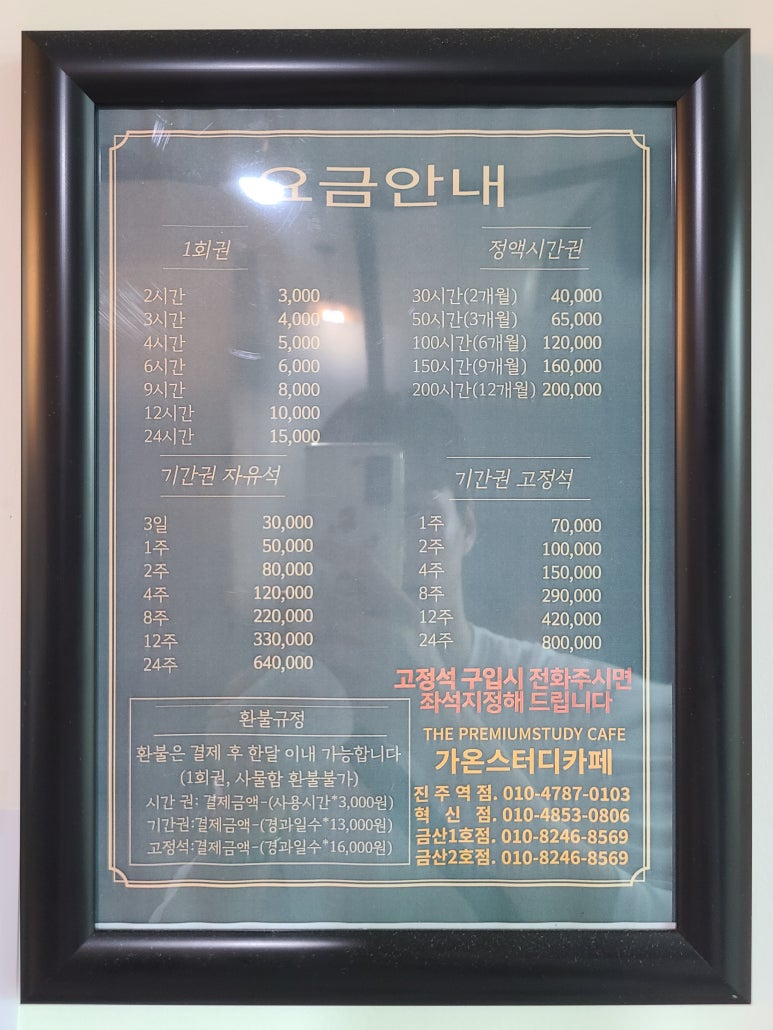 요금안내
1회권
2시간 3,000
3시간 4,000
4시간 5,000
6시간 6,000
9시간 8,000
12시간 10,000
24시간 15,000
정액시간권
30시간(2개월) 40,000
50시간(3개월) 65,000
100시간(6개월) 120,000
150시간(9개월) 160,000
200시간(12개월) 200,000
기간권 자유석
3일 30,000
1주 50,000
2주 80,000
4주 120,000
8주 220,000
12주 330,000
24주 640,000
기간권 고정석
1주 70,000
2주 100,000
4주 150,000
8주 290,000
12주 420,000
24주 800,000
고정석 구입시 전화주시면
좌석지정해 드립니다
환불규정
환불은 결제 후 한달 이내 가능합니다
(1회권, 사물함 환불불가)
시간 권: 결제금액-(사용시간*3,000원)
기간권:결제금액-(경과일수*13,000원)
고정석:결제금액-(경과일수*16,000원)
THE PREMIUMSTUDY CAFE
가온스터디카페
진주역점. 010-4787-0103
혁 신 점. 010-4853-0806
금산1호점. 010-8246-8569
금산2호점. 010-8246-8569